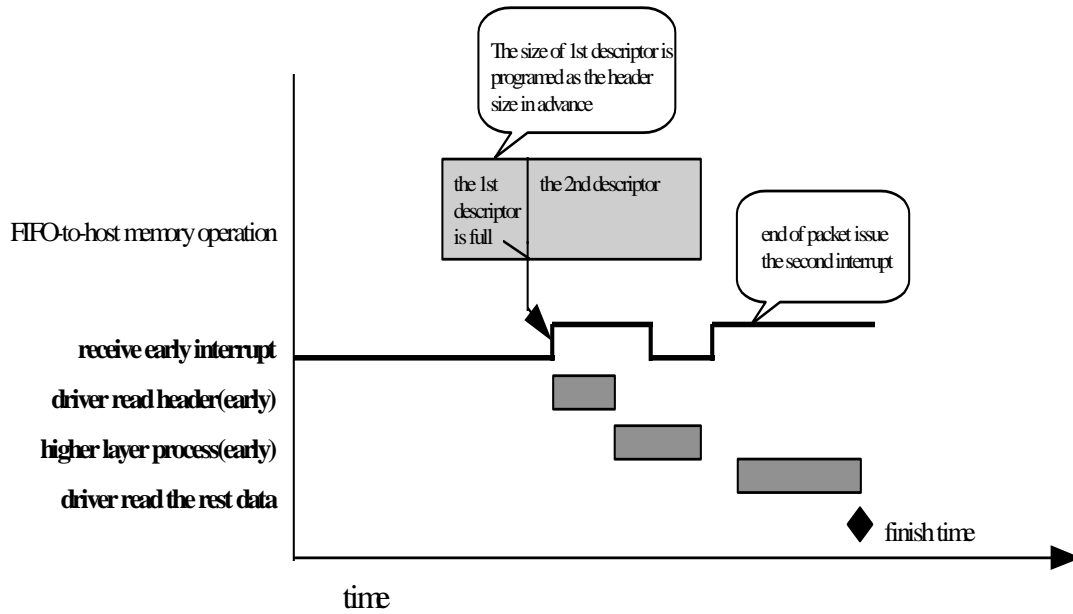 The size of 1st descriptor is
programed as the header
size in advance
the 1st
descriptor
is full
the 2nd descriptor
FIFO-to-host memory operation
end of packet issue
the second interrupt
receive early interrupt
driver read header(early)
higher layer process(early)
driver read the rest data
finish time
time